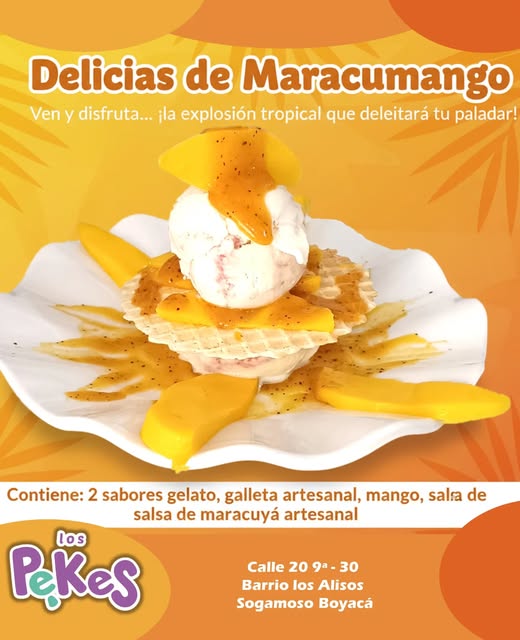 Delicias de Maracumango
Ven y disfruta... ¡la explosión tropical que deleitará tu paladar!
Contiene: 2 sabores gelato, galleta artesanal, mango, salsa de
salsa de maracuyá artesanal
los
PeKes
Calle 20 9ª - 30
Barrio los Alisos
Sogamoso Boyacá